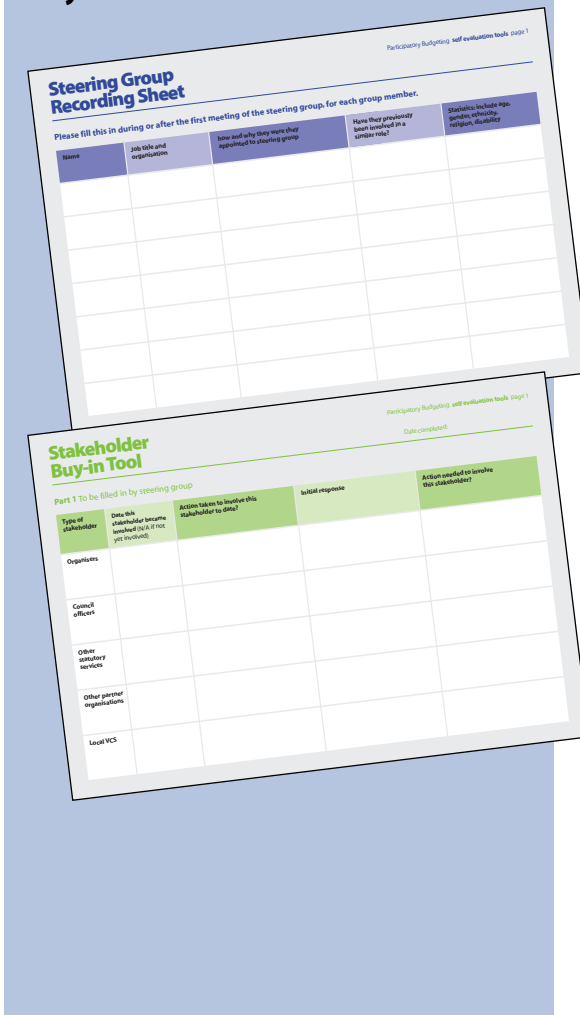 Participatory Budgeting self evaluation tools page 1
Steering Group
Recording Sheet
Please fill this in during or after the first meeting of the steering group, for each group member.
Name
Job title and
organisation
how and why they were they
appointed to steering group
Have they previously
been involved in a
similar role?
Statistics: include age,
gender, ethnicity,
religion, disability
Participatory Budgeting self evaluation tools page 1
Stakeholder
Buy-in Tool
Date completed:
Part 1 To be filled in by steering group
Type of
stakeholder
Date this
stakeholder became
involved (N/A if not
yet involved)
Action taken to involve this
stakeholder to date?
Initial response
Action needed to involve
this stakeholder?
Organisers
Council
officers
Other
statutory
services
Other partner
organisations
Local VCS